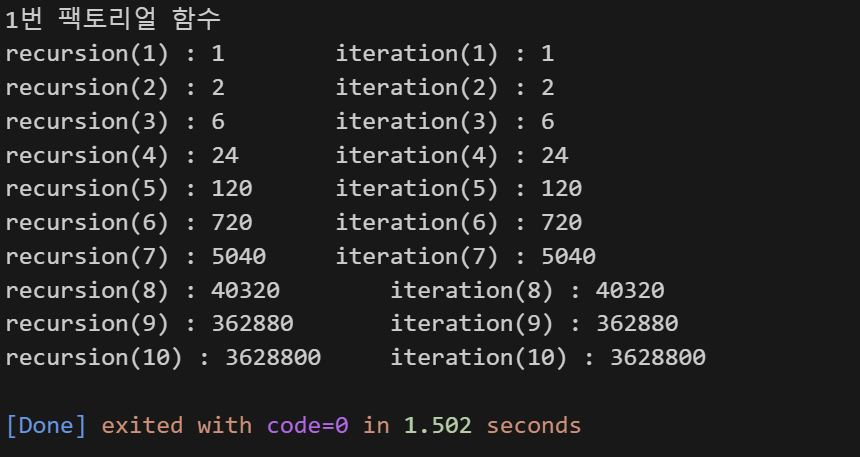 1번 팩토리얼 함수
recursion(1) : 1        iteration(1) : 1
recursion(2) : 2        iteration(2) : 2
recursion(3) : 6        iteration(3) : 6
recursion(4) : 24       iteration(4) : 24
recursion(5) : 120      iteration(5) : 120
recursion(6) : 720      iteration(6) : 720
recursion(7) : 5040     iteration(7) : 5040
recursion(8) : 40320        iteration(8) : 40320
recursion(9) : 362880       iteration(9) : 362880
recursion(10) : 3628800     iteration(10) : 3628800
[Done] exited with code=0 in 1.502 seconds